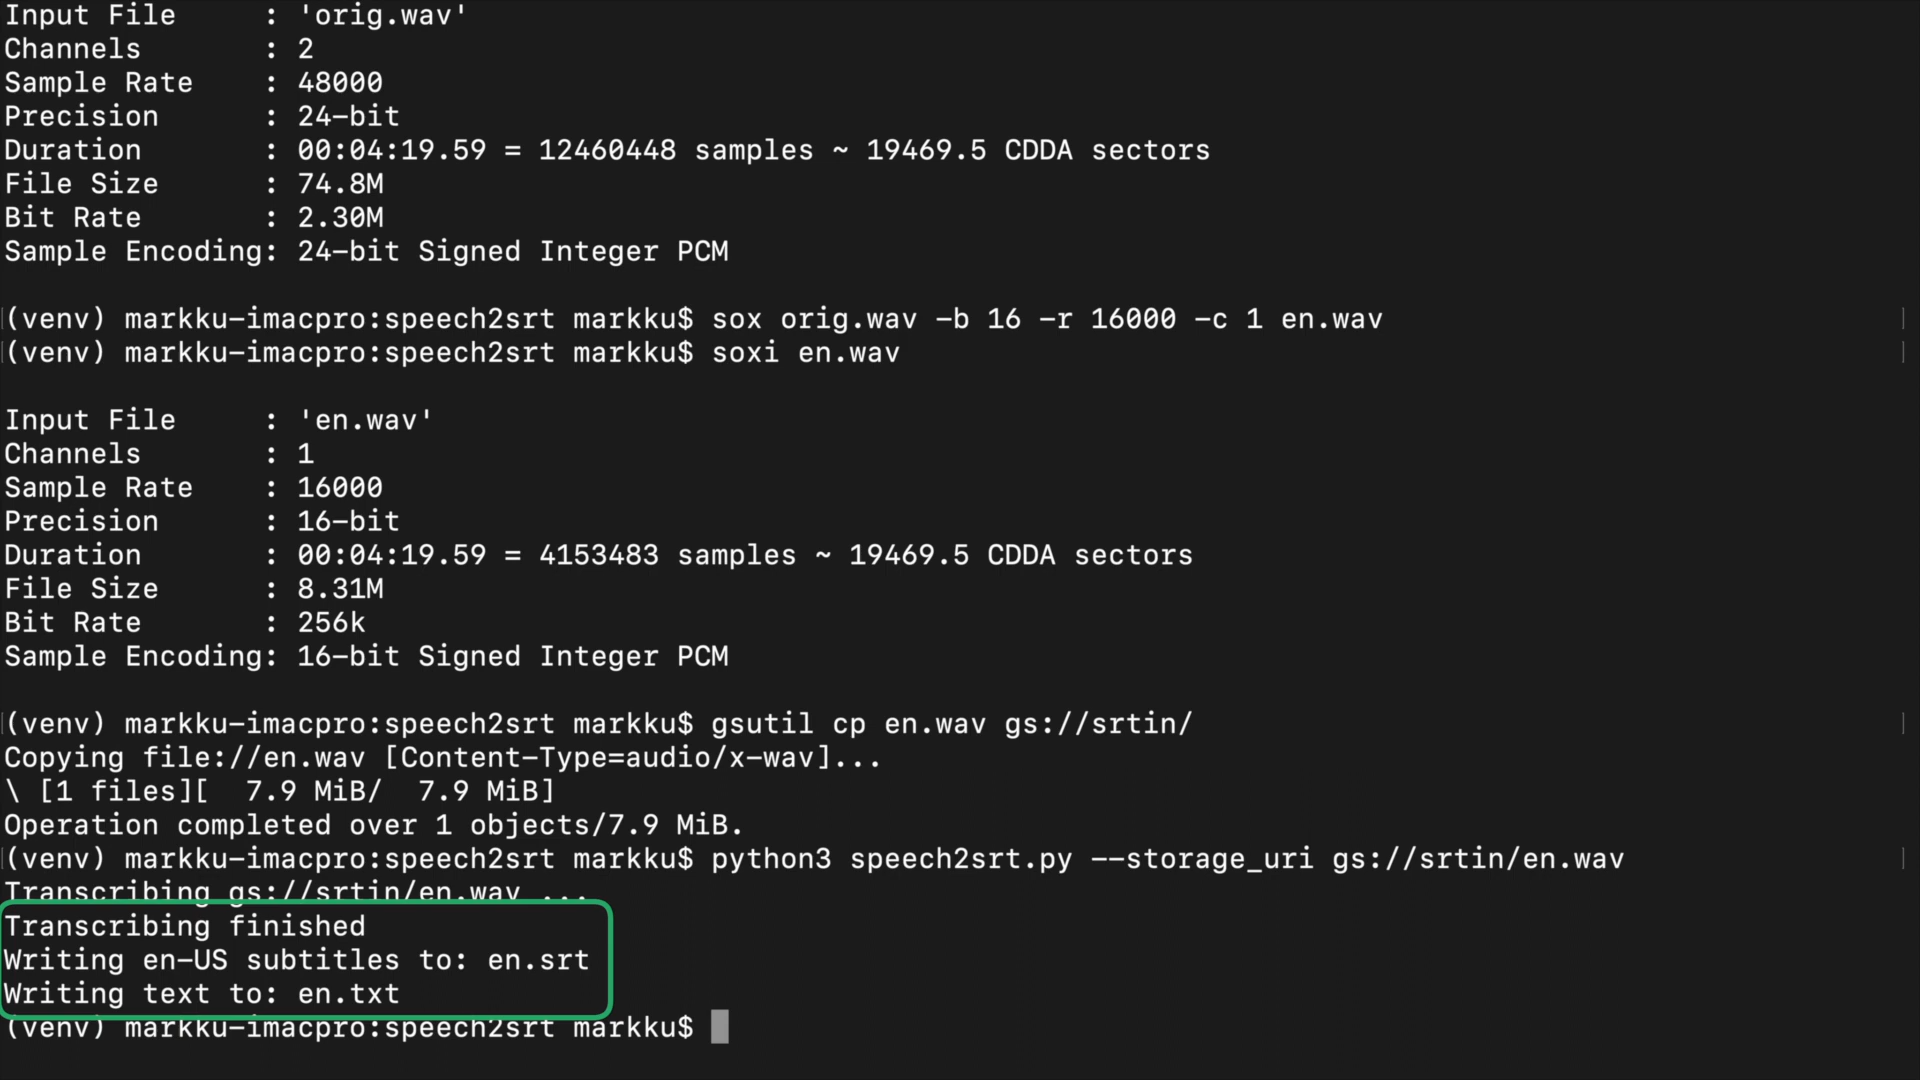 Input File     : 'orig.wav'
Channels       : 2
Sample Rate    : 48000
Precision      : 24-bit
Duration       : 00:04:19.59 = 12460448 samples ~ 19469.5 CDDA sectors
File Size      : 74.8M
Bit Rate       : 2.30M
Sample Encoding: 24-bit Signed Integer PCM
(venv) markku-imacpro:speech2srt markku$ sox orig.wav -b 16 -r 16000 -c 1 en.wav
(venv) markku-imacpro:speech2srt markku$ soxi en.wav
Input File     : 'en.wav'
Channels       : 1
Sample Rate    : 16000
Precision      : 16-bit
Duration       : 00:04:19.59 = 4153483 samples ~ 19469.5 CDDA sectors
File Size      : 8.31M
Bit Rate       : 256k
Sample Encoding: 16-bit Signed Integer PCM
(venv) markku-imacpro:speech2srt markku$ gsutil cp en.wav gs://srtin/
Copying file://en.wav [Content-Type=audio/x-wav]...
\ [1 files][  7.9 MiB/  7.9 MiB]
Operation completed over 1 objects/7.9 MiB.
(venv) markku-imacpro:speech2srt markku$ python3 speech2srt.py --storage_uri gs://srtin/en.wav
Transcribing gs://srtin/en.wav ...
Transcribing finished
Writing en-US subtitles to: en.srt
Writing text to: en.txt
(venv) markku-imacpro:speech2srt markku$